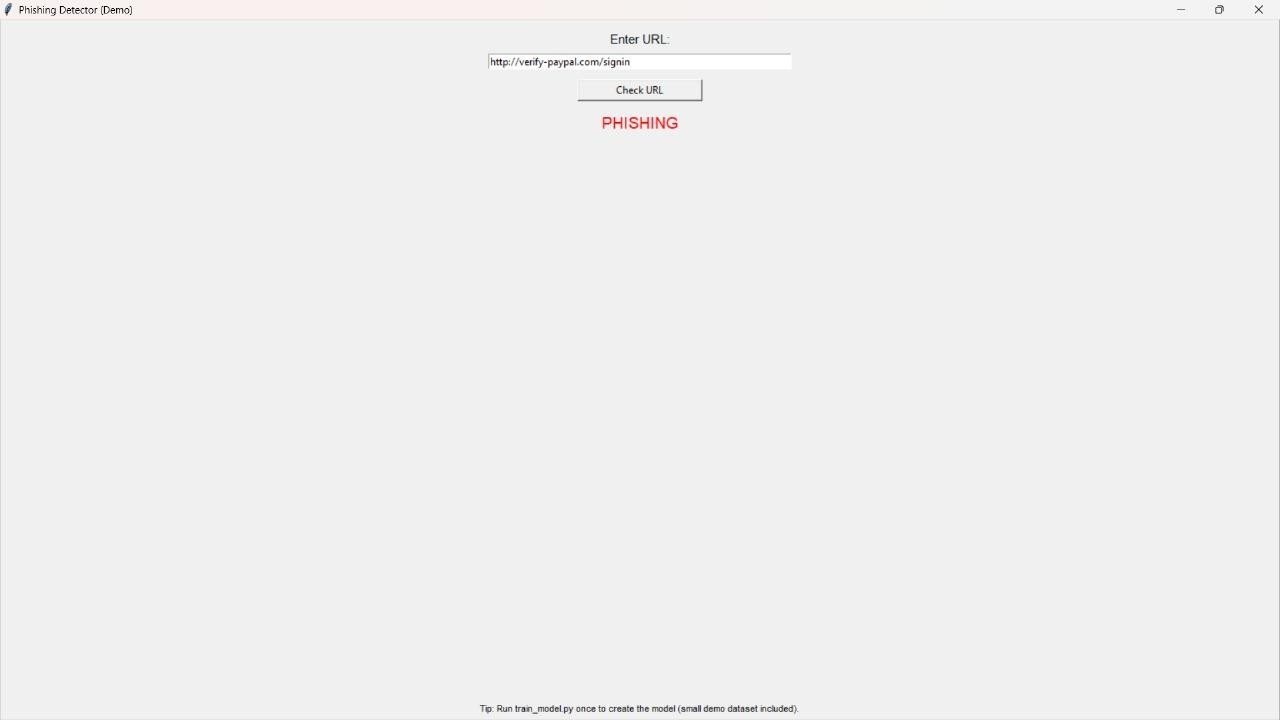 Phishing Detector (Demo)
Enter URL:
http://verify-paypal.com/signin
Check URL
PHISHING
Tip: Run train_model.py once to create the model (small demo dataset included).